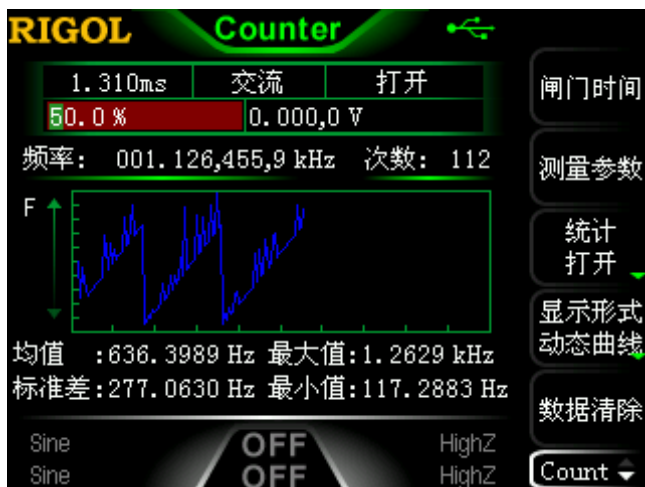 RIGOL Counter
1.310ms 交流 打开
50.0 % 0.000,0 V
频率: 001.126,455,9 kHz 次数: 112
F
均值 :636.3989 Hz 最大值:1.2629 kHz
标准差:277.0630 Hz 最小值:117.2883 Hz
Sine OFF HighZ
Sine OFF HighZ
闸门时间
测量参数
统计
打开
显示形式
动态曲线
数据清除
Count